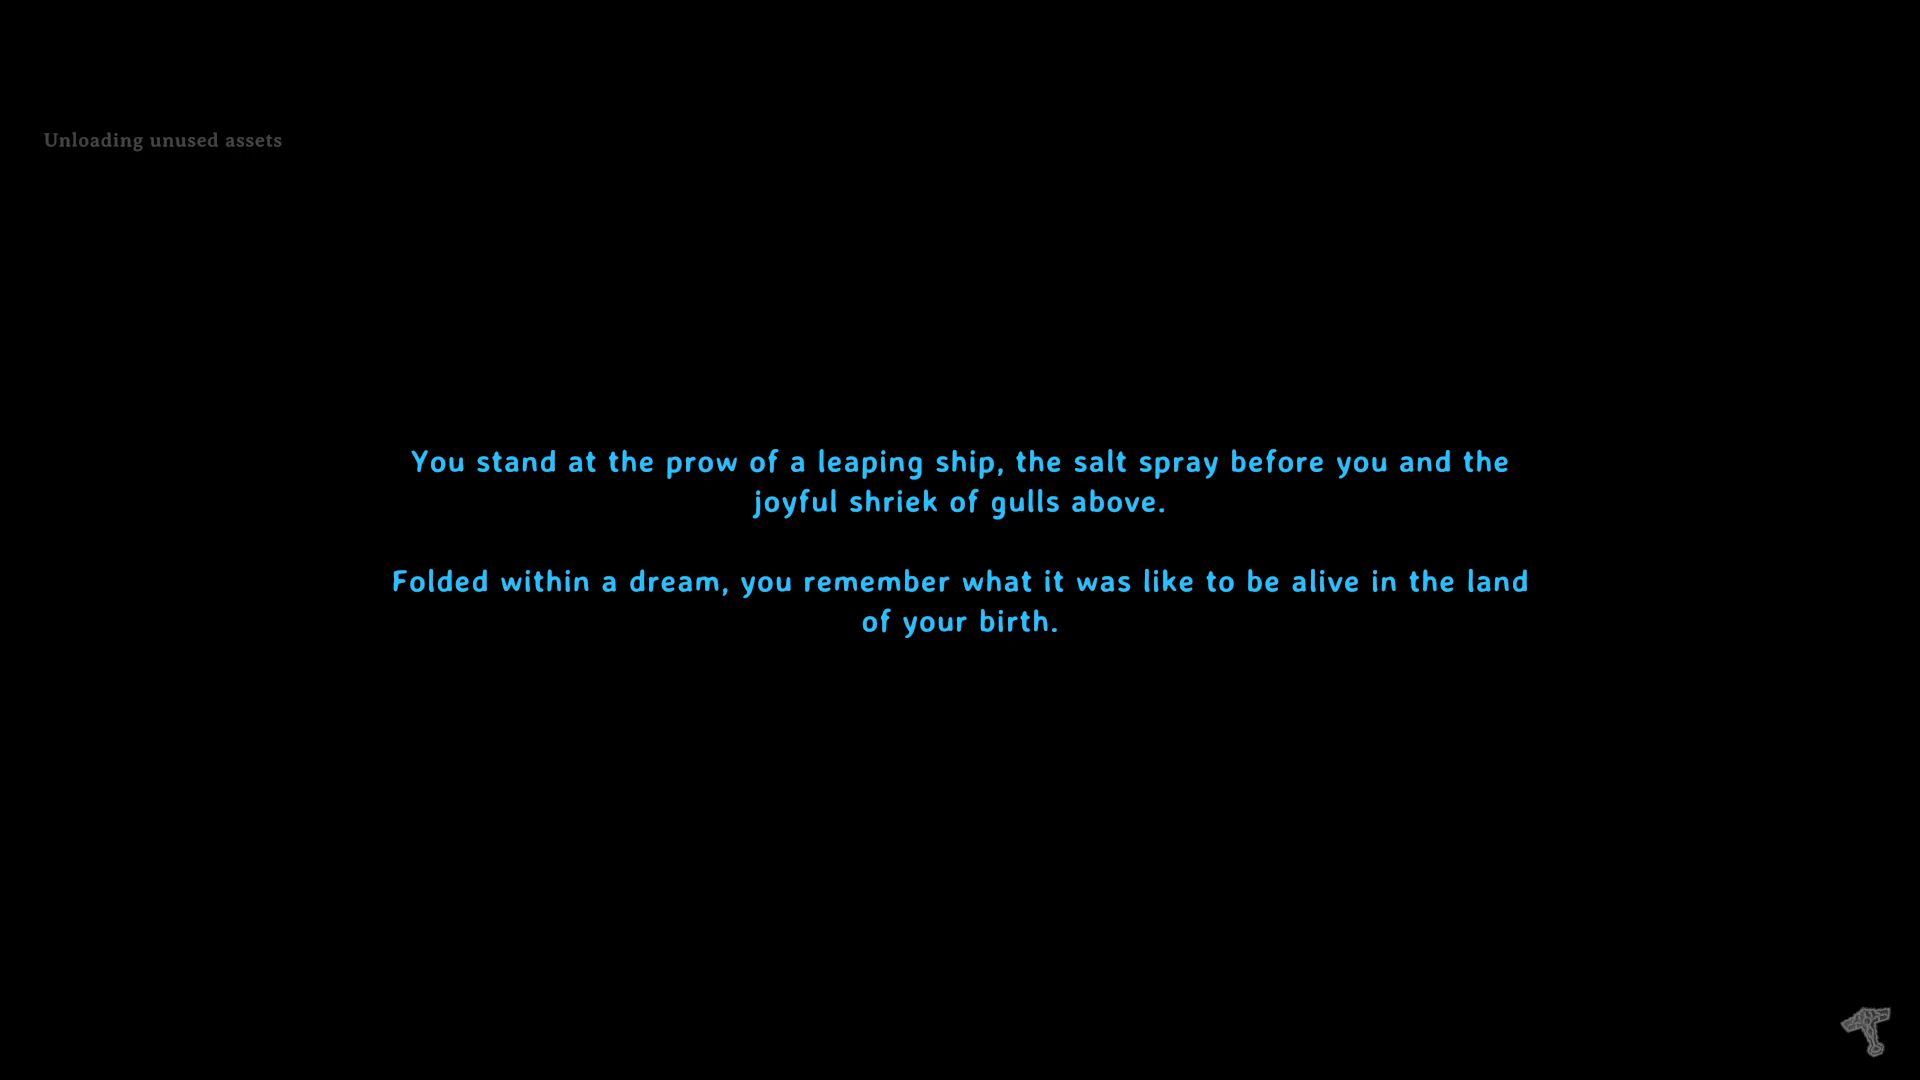 Unloading unused assets
You stand at the prow of a leaping ship, the salt spray before you and the
joyful shriek of gulls above.
Folded within a dream, you remember what it was like to be alive in the land
of your birth.